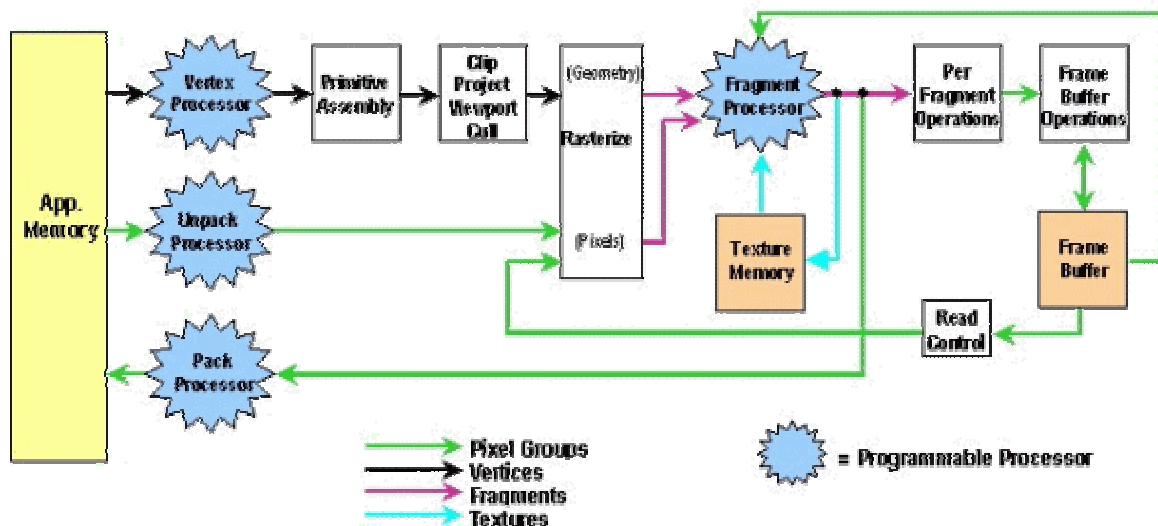 App.
Memory
Vertex
Processor
Primitive
Assembly
Clip
Project
Viewport
Cull
(Geometry)
Rasterize
(Pixels)
Fragment
Processor
Per
Fragment
Operations
Frame
Buffer
Operations
Unpack
Processor
Texture
Memory
Frame
Buffer
Read
Control
Pack
Processor
Pixel Groups
Vertices
Fragments
Textures
= Programmable Processor